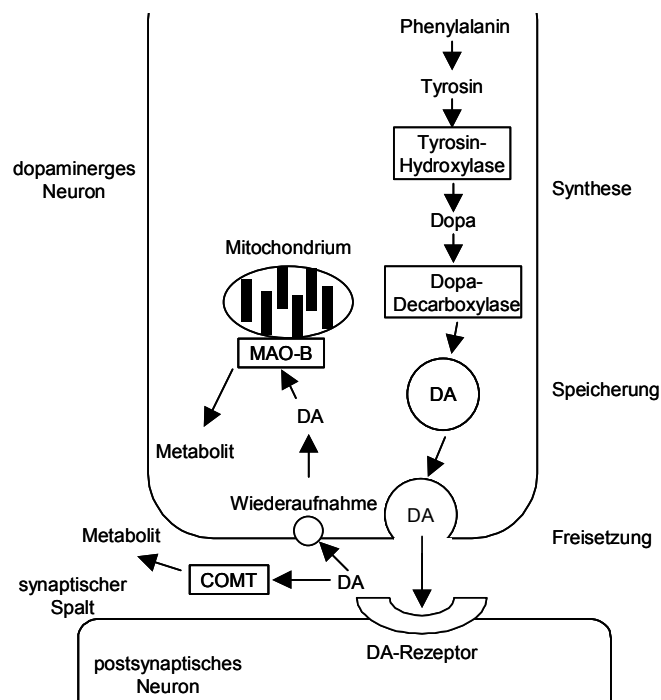 Phenylalanin
Tyrosin
Tyrosin-
Hydroxylase
dopaminerges
Neuron
Synthese
Dopa
Mitochondrium
Dopa-
Decarboxylase
MAO-B
DA
Speicherung
DA
Metabolit
Wiederaufnahme
DA
Metabolit
Freisetzung
COMT
DA
synaptischer
Spalt
DA-Rezeptor
postsynaptisches
Neuron